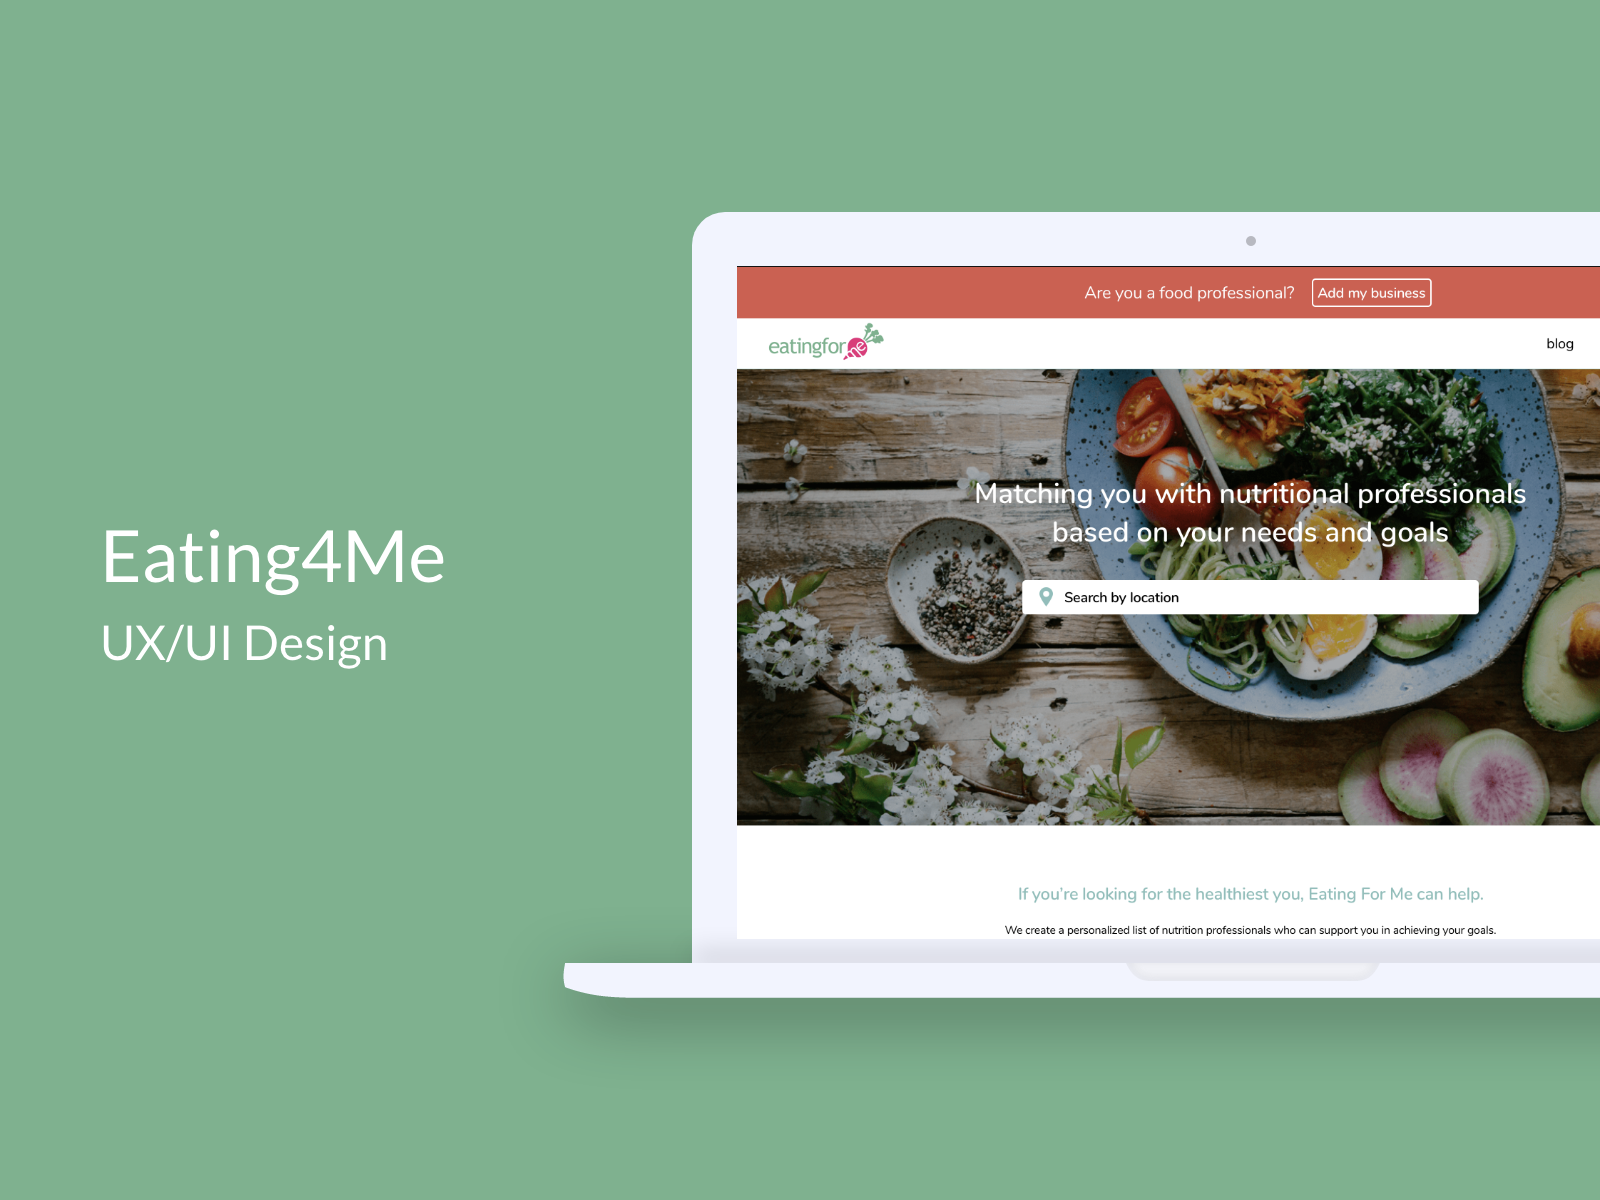 Eating4Me
UX/UI Design
Are you a food professional? Add my business
eatingforme
blog
Matching you with nutritional professionals
based on your needs and goals
Search by location
If you’re looking for the healthiest you, Eating For Me can help.
We create a personalized list of nutrition professionals who can support you in achieving your goals.